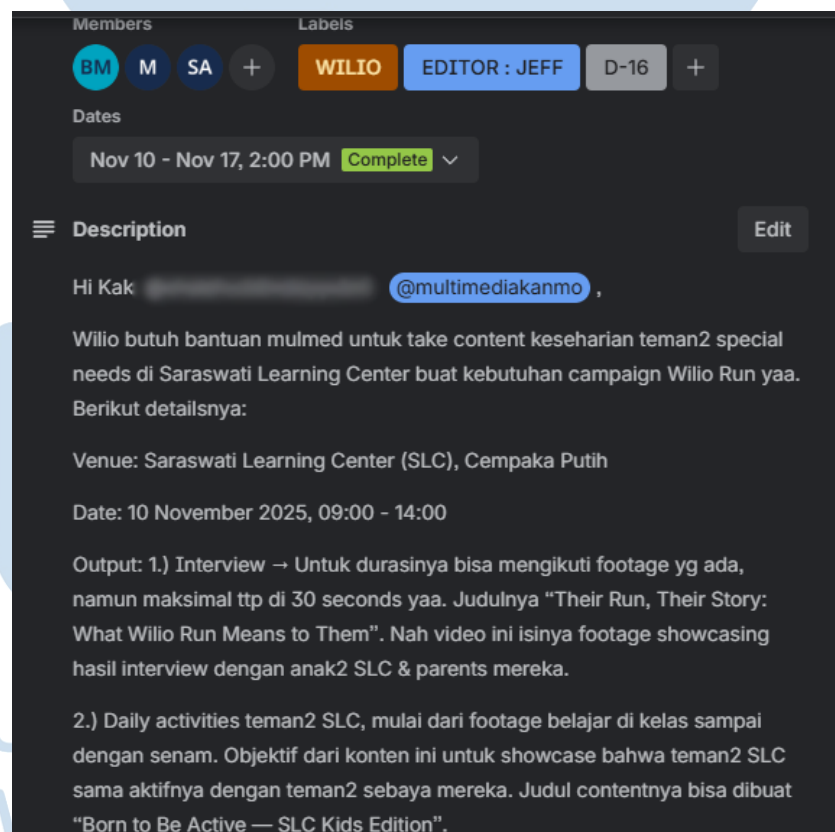 Members
Labels
BM M SA + WILIO EDITOR : JEFF D-16 +
Dates
Nov 10 - Nov 17, 2:00 PM Complete
Description
Edit
Hi Kak @multimediakanmo ,
Wilio butuh bantuan mulmed untuk take content keseharian teman2 special
needs di Saraswati Learning Center buat kebutuhan campaign Wilio Run yaa.
Berikut detailsnya:
Venue: Saraswati Learning Center (SLC), Cempaka Putih
Date: 10 November 2025, 09:00 - 14:00
Output: 1.) Interview → Untuk durasinya bisa mengikuti footage yg ada,
namun maksimal ttp di 30 seconds yaa. Judulnya “Their Run, Their Story:
What Wilio Run Means to Them”. Nah video ini isinya footage showcasing
hasil interview dengan anak2 SLC & parents mereka.
2.) Daily activities teman2 SLC, mulai dari footage belajar di kelas sampai
dengan senam. Objektif dari konten ini untuk showcase bahwa teman2 SLC
sama aktifnya dengan teman2 sebaya mereka. Judul contentnya bisa dibuat
“Born to Be Active — SLC Kids Edition”.